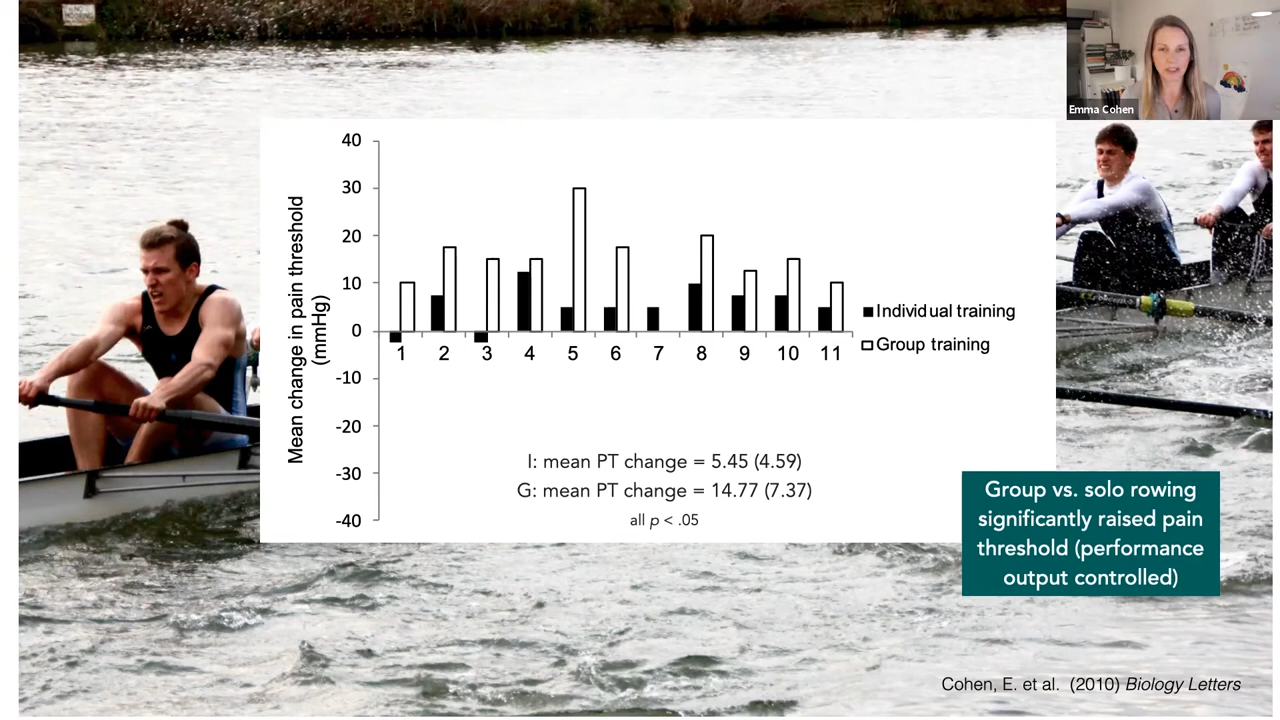 NO
MOORING
Emma Cohen
Mean change in pain threshold
(mmHg)
40
30
20
10
0
-10
-20
-30
-40
1 2 3 4 5 6 7 8 9 10 11
Individual training
Group training
I: mean PT change = 5.45 (4.59)
G: mean PT change = 14.77 (7.37)
all p < .05
Group vs. solo rowing
significantly raised pain
threshold (performance
output controlled)
Cohen, E. et al. (2010) Biology Letters